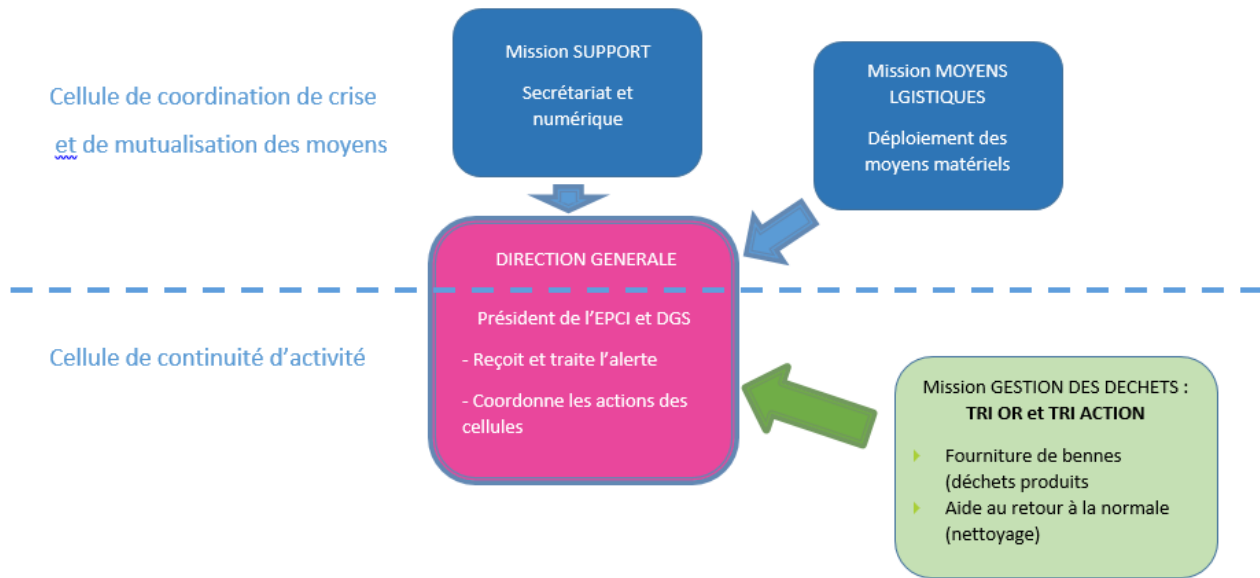 Cellule de coordination de crise
et de mutualisation des moyens
Mission SUPPORT
Secrétariat et
numérique
Mission MOYENS
LGISTIQUES
Déploiement des
moyens matériels
DIRECTION GENERALE
Président de l’EPCI et DGS
- Reçoit et traite l’alerte
- Coordonne les actions des
cellules
Cellule de continuité d’activité
Mission GESTION DES DECHETS :
TRI OR et TRI ACTION
Fourniture de bennes
(déchets produits
Aide au retour à la normale
(nettoyage)